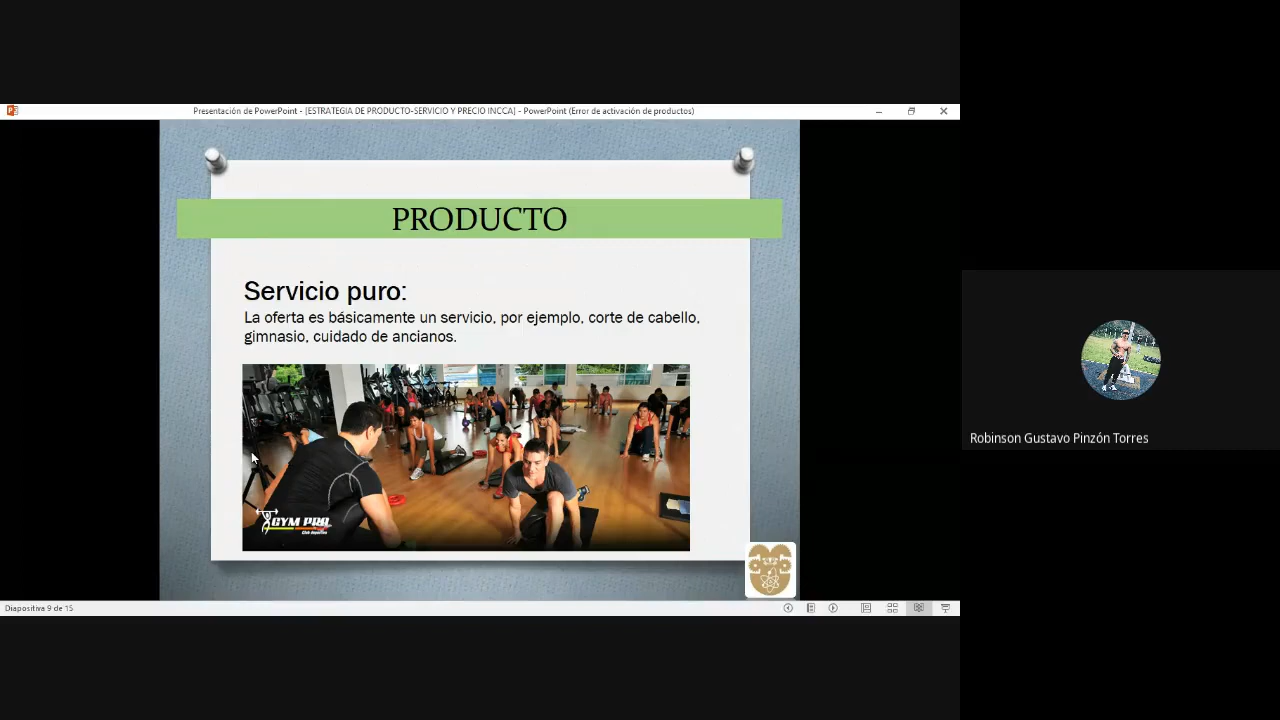 Presentación de PowerPoint - [ESTRATEGIA DE PRODUCTO-SERVICIO Y PRECIO INCCA] - PowerPoint (Error de activación de productos)
PRODUCTO
Servicio puro:
La oferta es básicamente un servicio, por ejemplo, corte de cabello,
gimnasio, cuidado de ancianos.
GYM PRO
Club deportivo
Robinson Gustavo Pinzón Torres
Diapositiva 9 de 15